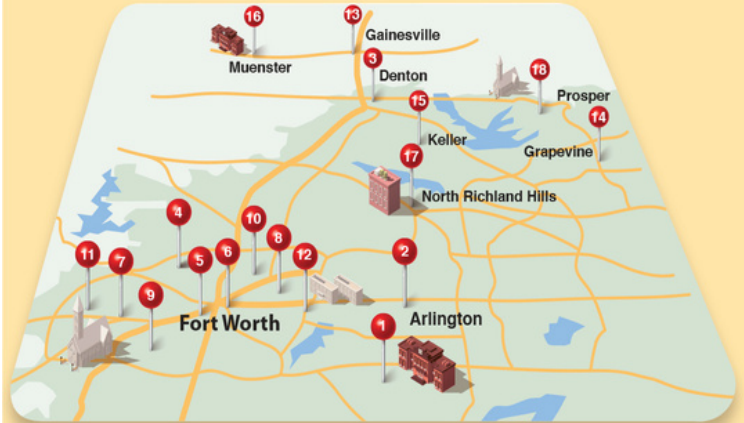 16
13
Gainesville
Muenster
3
Denton
18
Prosper
15
Keller
14
Grapevine
17
North Richland Hills
4
10
8
2
11
7
5
6
12
9
Fort Worth
Arlington
1